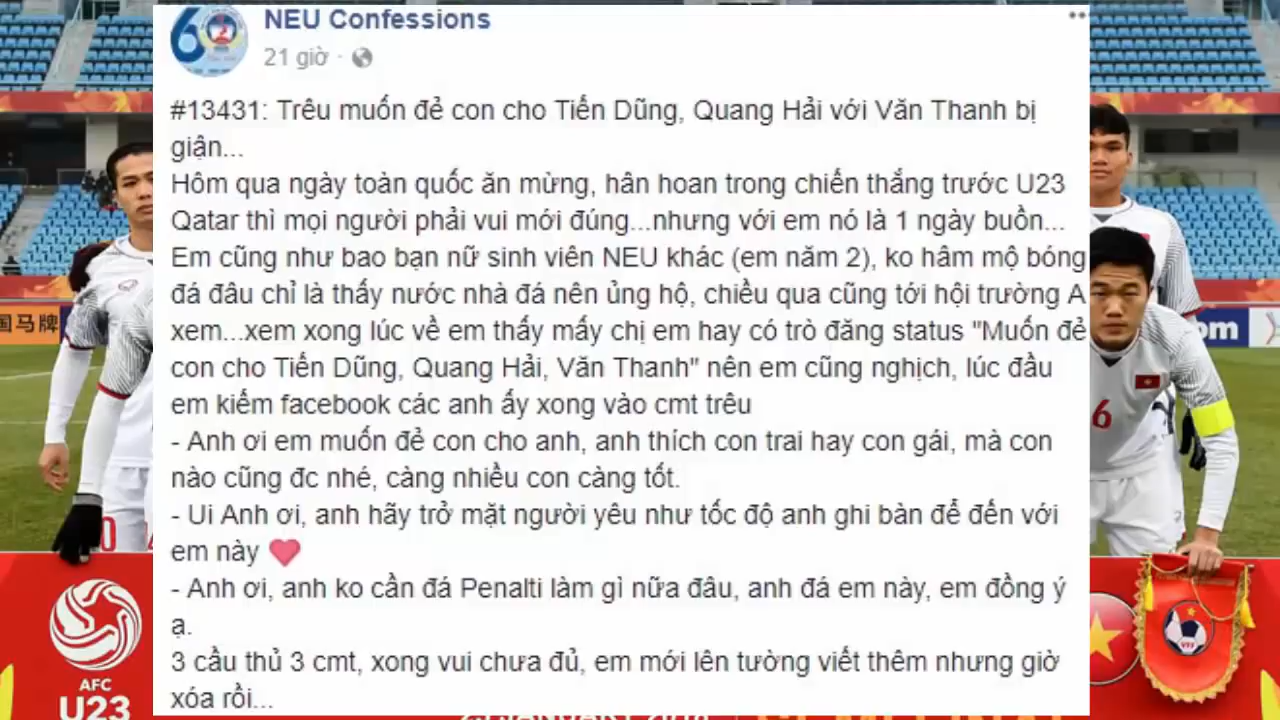 NEU Confessions
21 giờ ·
#13431: Trêu muốn đẻ con cho Tiến Dũng, Quang Hải với Văn Thanh bị
giận...
Hôm qua ngày toàn quốc ăn mừng, hân hoan trong chiến thắng trước U23
Qatar thì mọi người phải vui mới đúng...nhưng với em nó là 1 ngày buồn...
Em cũng như bao bạn nữ sinh viên NEU khác (em năm 2), ko hâm mộ bóng
đá đâu chỉ là thấy nước nhà đá nên ủng hộ, chiều qua cũng tới hội trường A
xem...xem xong lúc về em thấy mấy chị em hay có trò đăng status "Muốn đẻ
con cho Tiến Dũng, Quang Hải, Văn Thanh" nên em cũng nghịch, lúc đầu
em kiếm facebook các anh ấy xong vào cmt trêu
- Anh ơi em muốn đẻ con cho anh, anh thích con trai hay con gái, mà con
nào cũng đc nhé, càng nhiều con càng tốt.
- Ui Anh ơi, anh hãy trở mặt người yêu như tốc độ anh ghi bàn để đến với
em này ❤
- Anh ơi, anh ko cần đá Penalti làm gì nữa đâu, anh đá em này, em đồng ý
ạ.
3 cầu thủ 3 cmt, xong vui chưa đủ, em mới lên tường viết thêm nhưng giờ
xóa rồi...
国马牌
om
6
0
AFC
U23